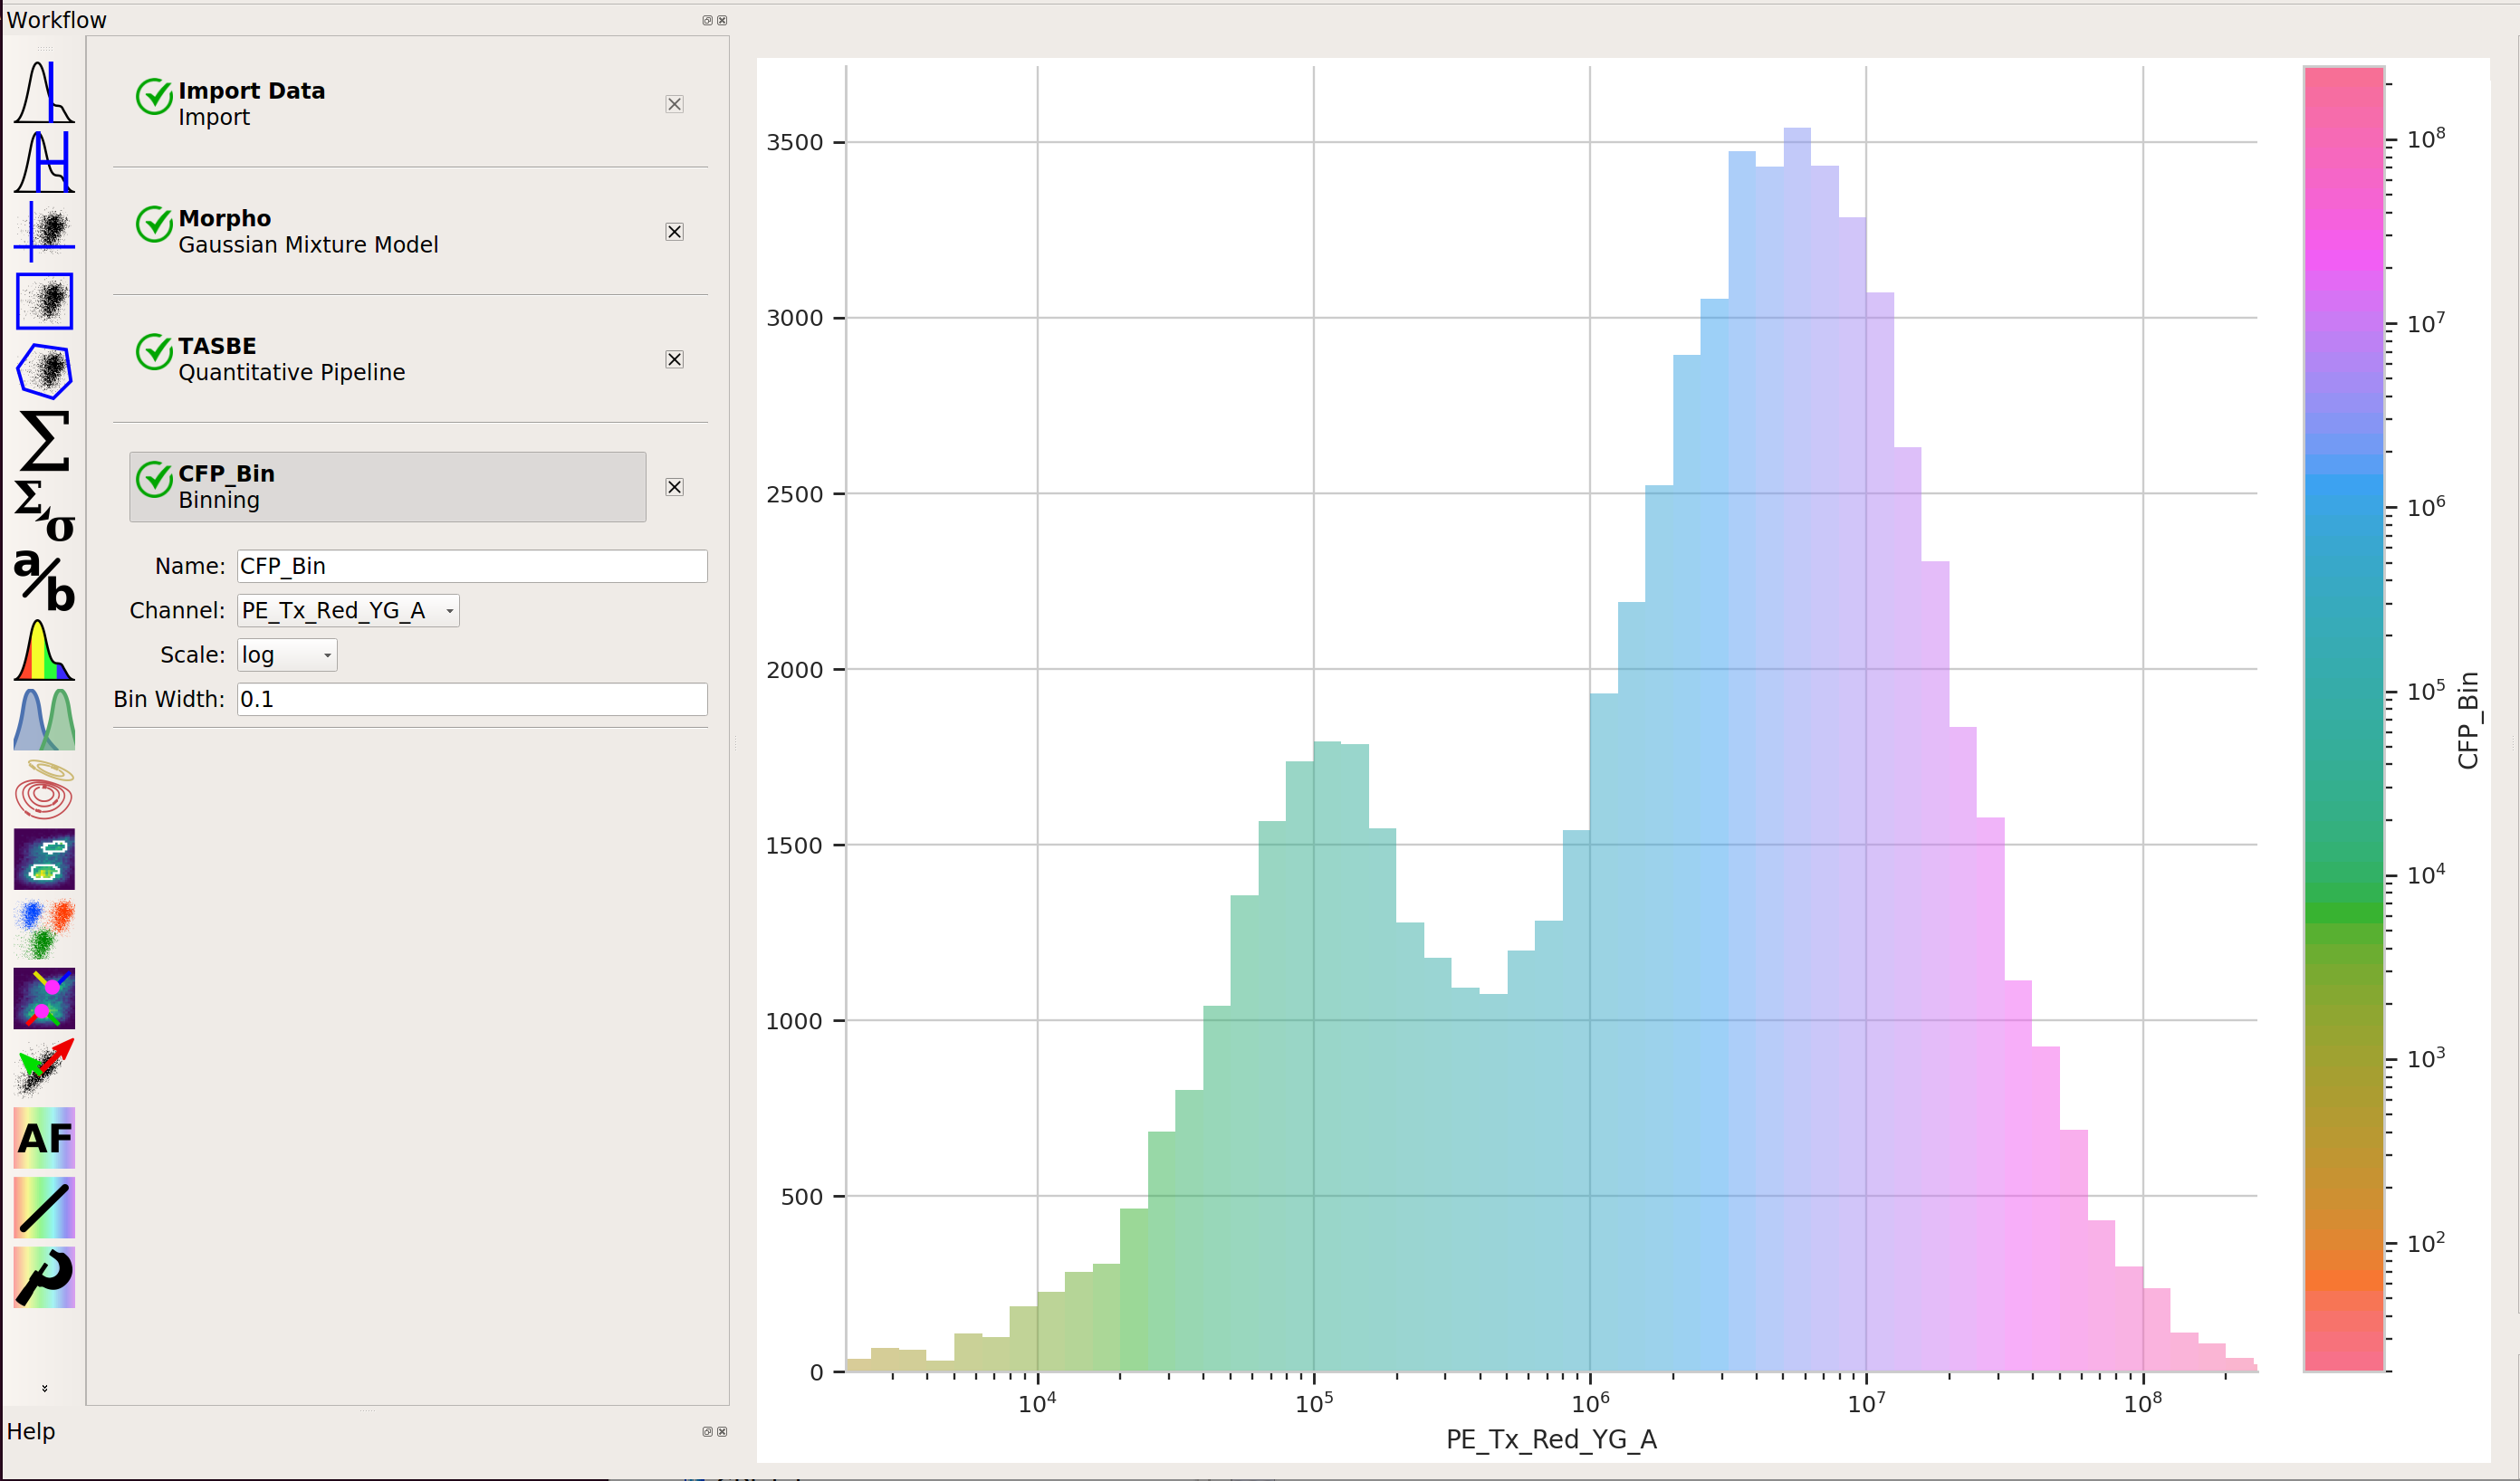 Workflow
Import Data
Import
Morpho
Gaussian Mixture Model
TASBE
Quantitative Pipeline
CFP_Bin
Binning
Name: CFP_Bin
Channel: PE_Tx_Red_YG_A
Scale: log
Bin Width: 0.1
Help
Σ
Σ σ
a/b
AF
3500
3000
2500
2000
1500
1000
500
0
10⁴ 10⁵ 10⁶ 10⁷ 10⁸
PE_Tx_Red_YG_A
10⁸
10⁷
10⁶
10⁵
10⁴
10³
10²
CFP_Bin